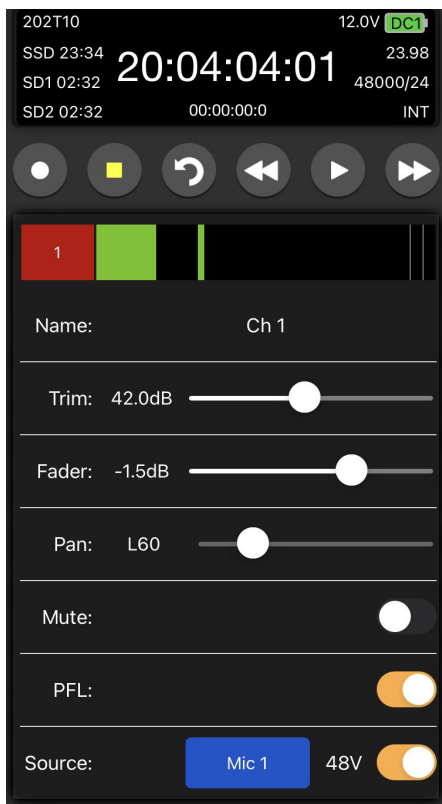 202T10 12.0V DC1
SSD 23:34 20:04:04:01 23.98
SD1 02:32 48000/24
SD2 02:32 00:00:00:0 INT
1
Name: Ch 1
Trim: 42.0dB
Fader: -1.5dB
Pan: L60
Mute:
PFL:
Source: Mic 1 48V